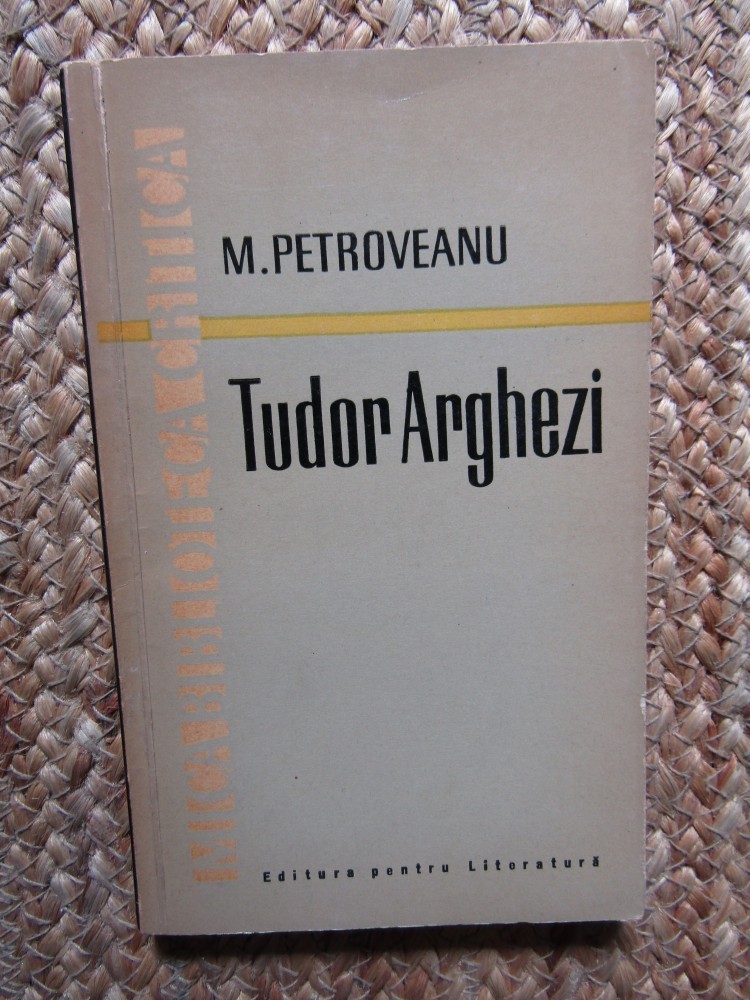 M.PETROVEANU
Tudor Arghezi
Editura pentru Literatură